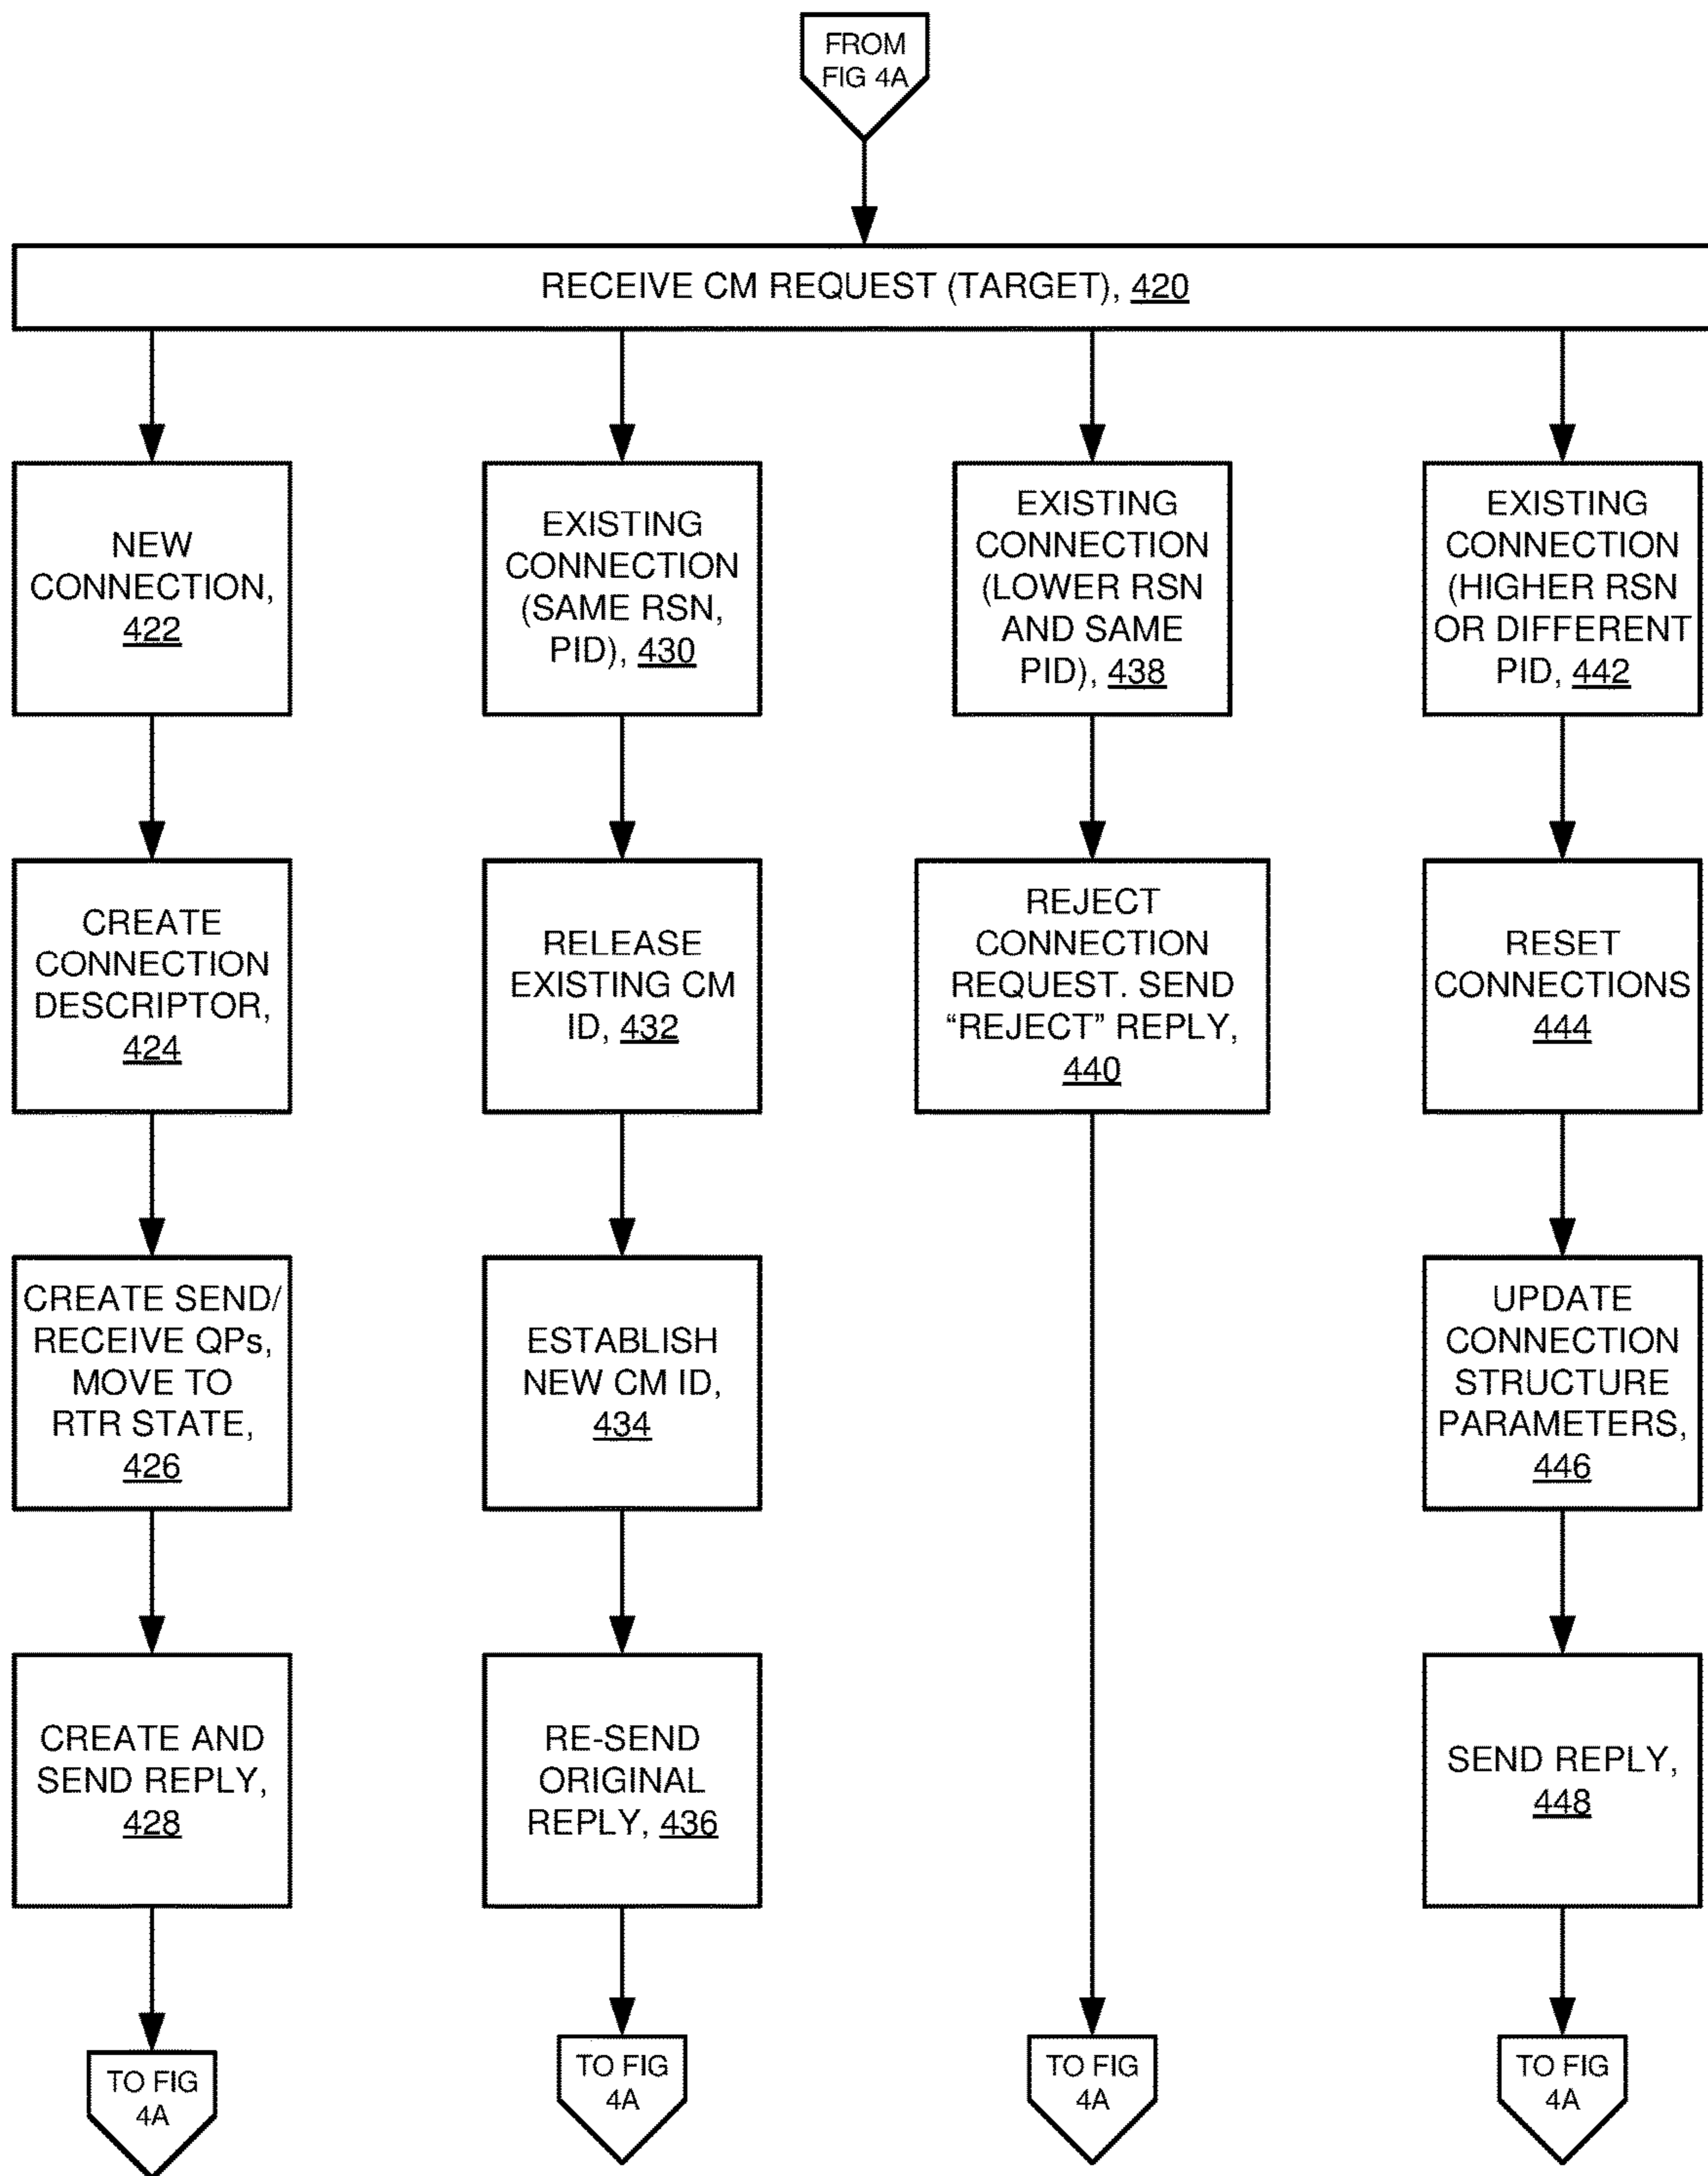 FROM
FIG 4A
RECEIVE CM REQUEST (TARGET), 420
NEW
CONNECTION,
422
EXISTING
CONNECTION
(SAME RSN,
PID), 430
EXISTING
CONNECTION
(LOWER RSN
AND SAME
PID), 438
EXISTING
CONNECTION
(HIGHER RSN
OR DIFFERENT
PID, 442
CREATE
CONNECTION
DESCRIPTOR,
424
RELEASE
EXISTING CM
ID, 432
REJECT
CONNECTION
REQUEST. SEND
“REJECT” REPLY,
440
RESET
CONNECTIONS
444
CREATE SEND/
RECEIVE QPs,
MOVE TO
RTR STATE,
426
ESTABLISH
NEW CM ID,
434
UPDATE
CONNECTION
STRUCTURE
PARAMETERS,
446
CREATE AND
SEND REPLY,
428
RE-SEND
ORIGINAL
REPLY, 436
SEND REPLY,
448
TO FIG
4A
TO FIG
4A
TO FIG
4A
TO FIG
4A